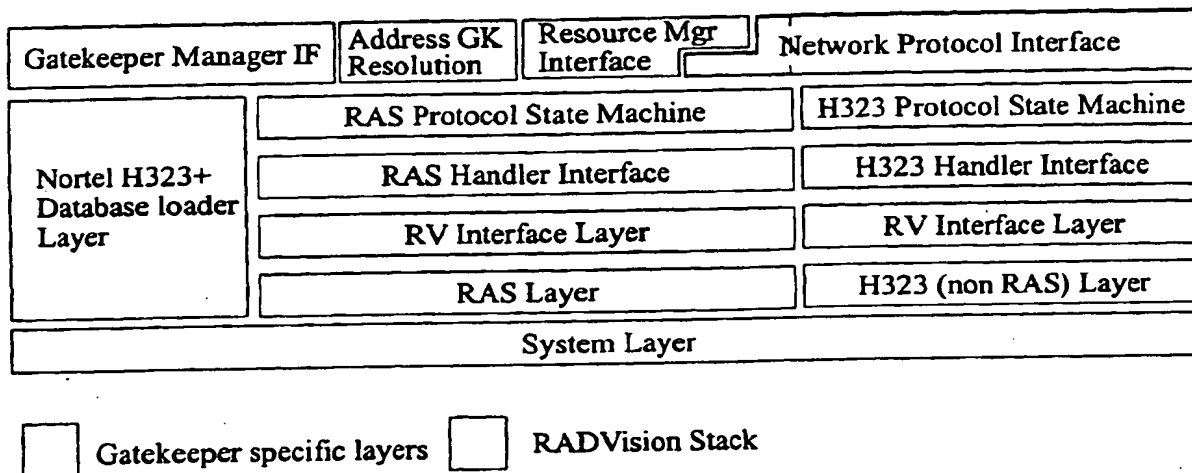 Gatekeeper Manager IF
Address GK
Resolution
Resource Mgr
Interface
Network Protocol Interface
Nortel H323+
Database loader
Layer
RAS Protocol State Machine
H323 Protocol State Machine
RAS Handler Interface
H323 Handler Interface
RV Interface Layer
RV Interface Layer
RAS Layer
H323 (non RAS) Layer
System Layer
Gatekeeper specific layers
RADVision Stack